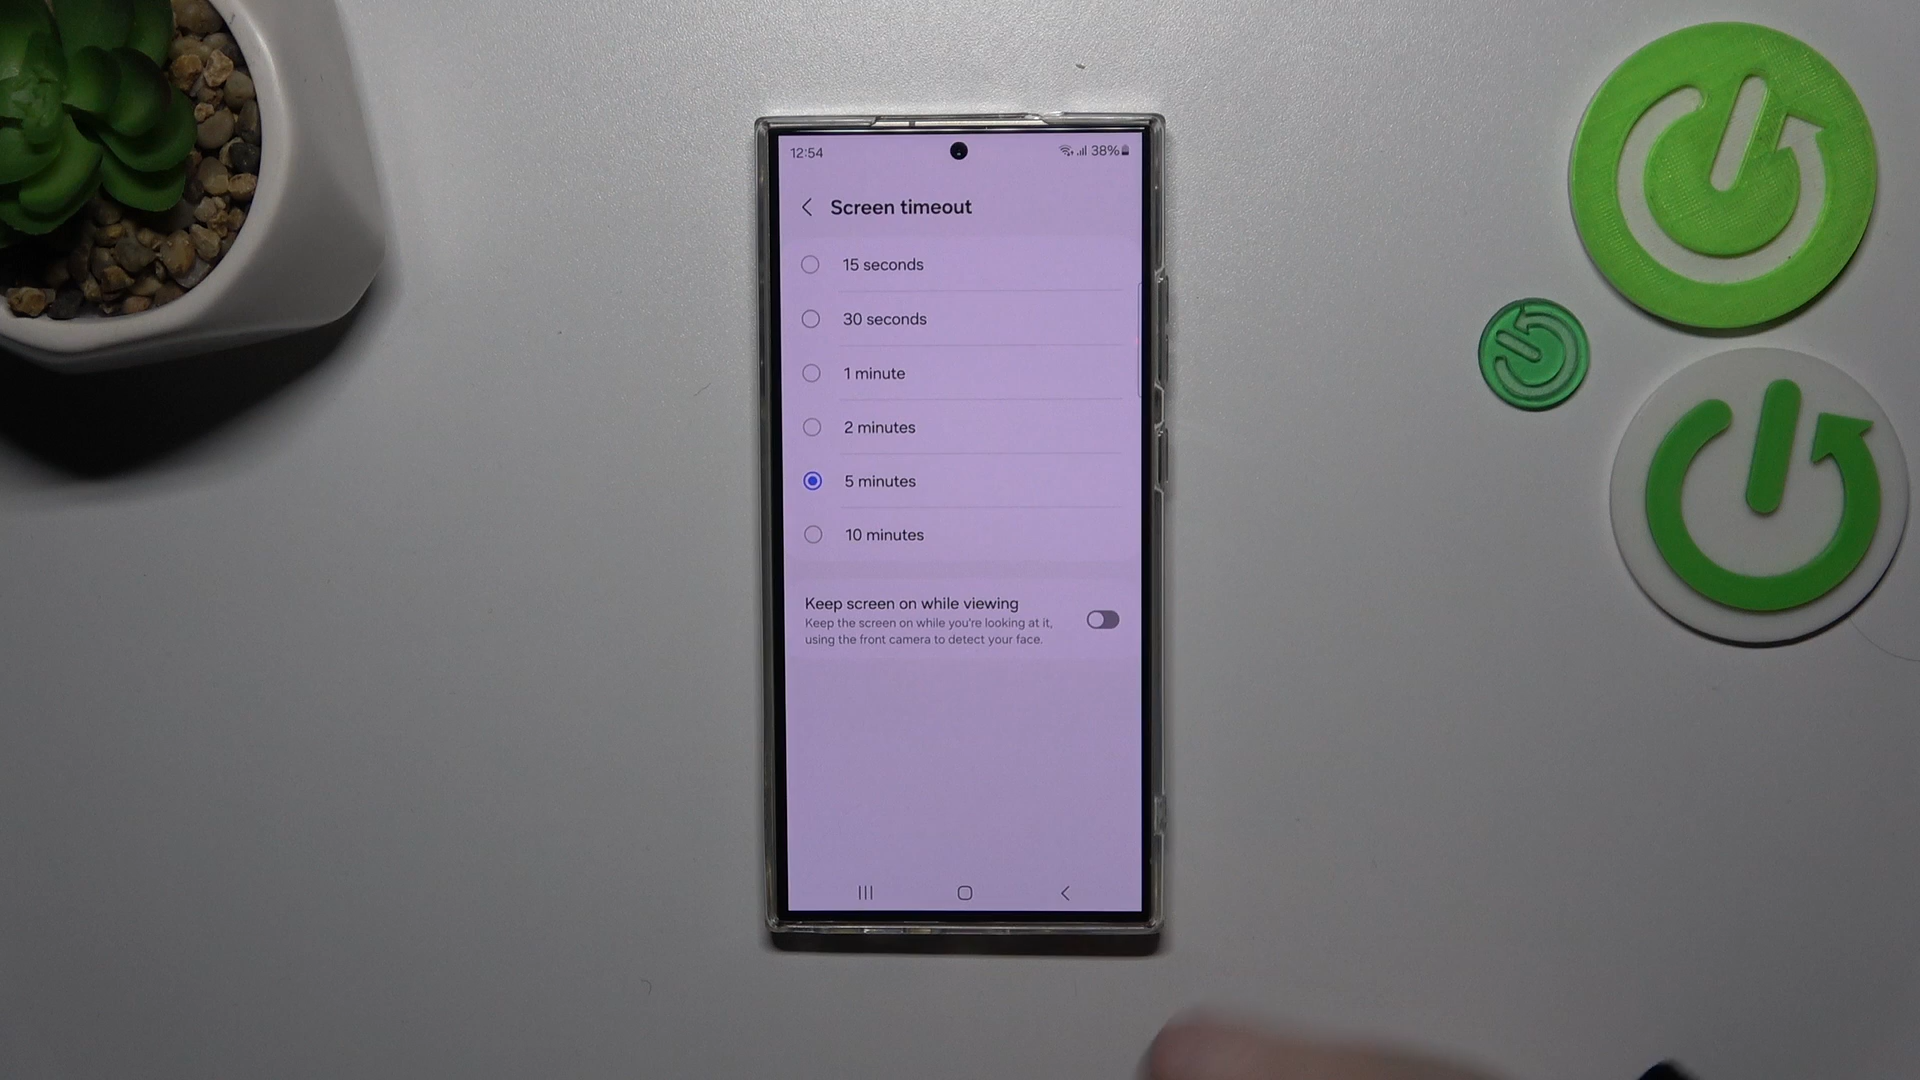 12:54
38%
Screen timeout
15 seconds
30 seconds
1 minute
2 minutes
5 minutes
10 minutes
Keep screen on while viewing
Keep the screen on while you're looking at it,
using the front camera to detect your face.